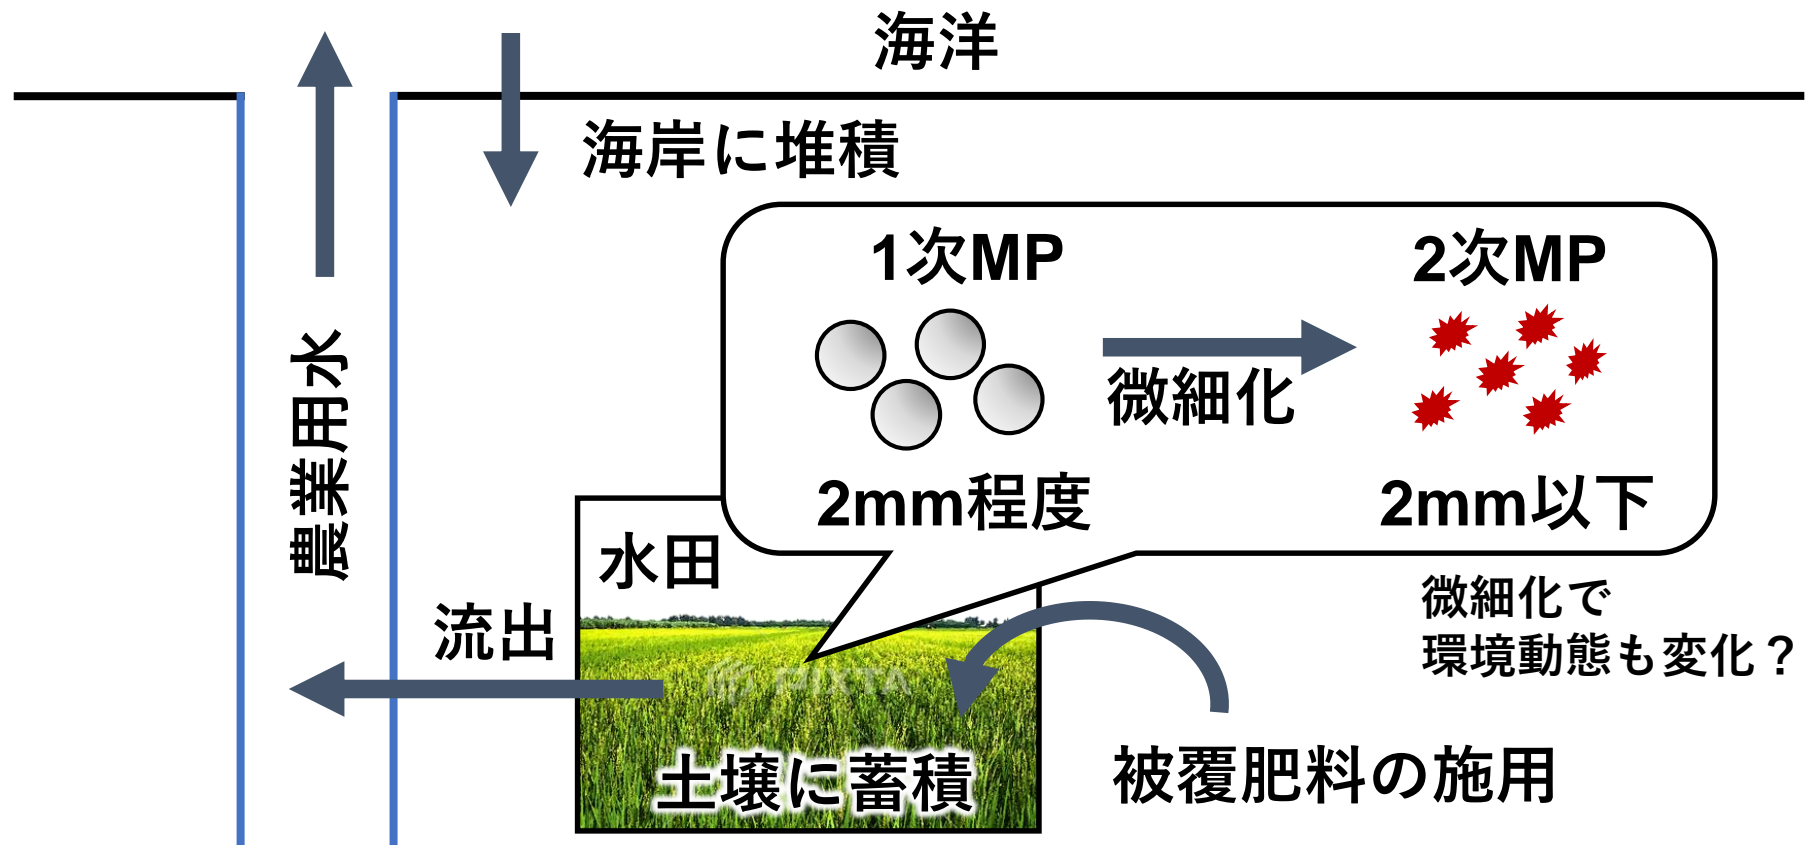 海洋
海岸に堆積
1次MP
2次MP
微細化
2mm程度
2mm以下
農業用水
水田
流出
微細化で
環境動態も変化？
PIXTA
土壌に蓄積
被覆肥料の施用